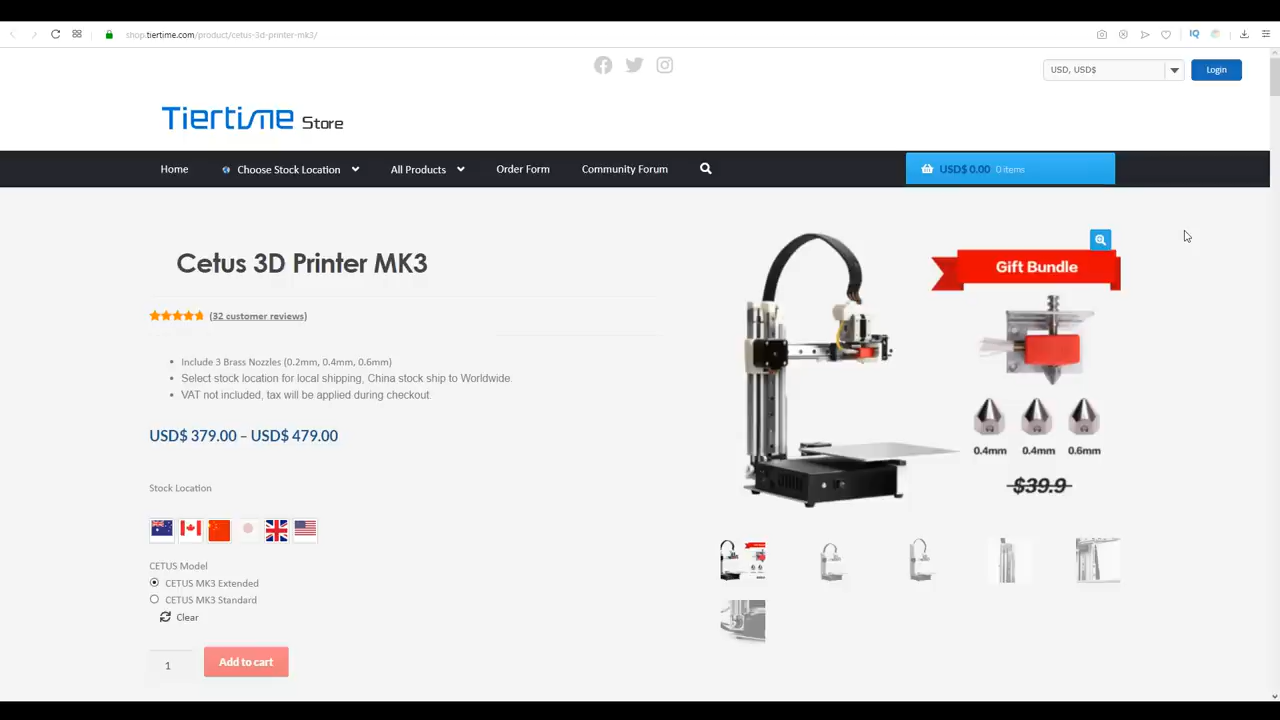 shop.tiertime.com/product/cetus-3d-printer-mk3/
IQ
USD, USD$
Login
Tiertime Store
Home
Choose Stock Location
All Products
Order Form
Community Forum
USD$ 0.00 0 items
Cetus 3D Printer MK3
(32 customer reviews)
Include 3 Brass Nozzles (0.2mm, 0.4mm, 0.6mm)
Select stock location for local shipping, China stock ship to Worldwide.
VAT not included, tax will be applied during checkout
USD$ 379.00 – USD$ 479.00
Stock Location
CETUS Model
CETUS MK3 Extended
CETUS MK3 Standard
Clear
1
Add to cart
Gift Bundle
0.4mm 0.4mm 0.6mm
$39.9